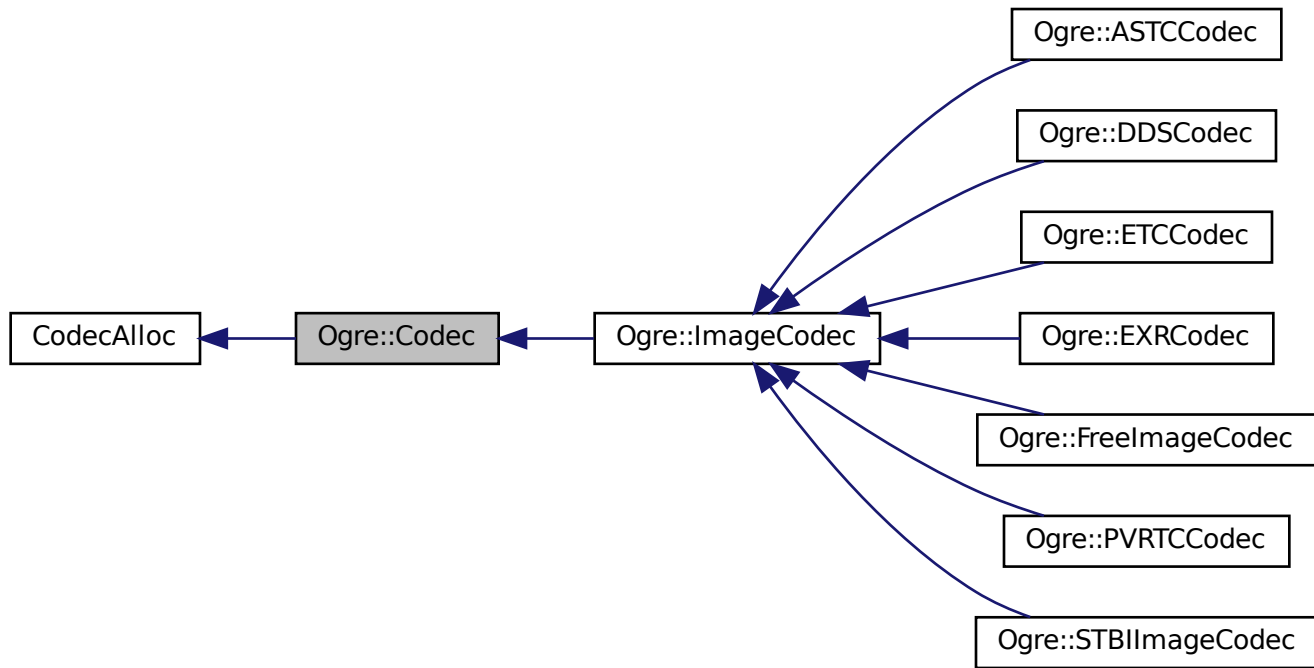 Ogre::ASTCCodec
Ogre::DDSCodec
Ogre::ETCCodec
CodecAlloc
Ogre::Codec
Ogre::ImageCodec
Ogre::EXRCodec
Ogre::FreeImageCodec
Ogre::PVRTCCodec
Ogre::STBIImageCodec